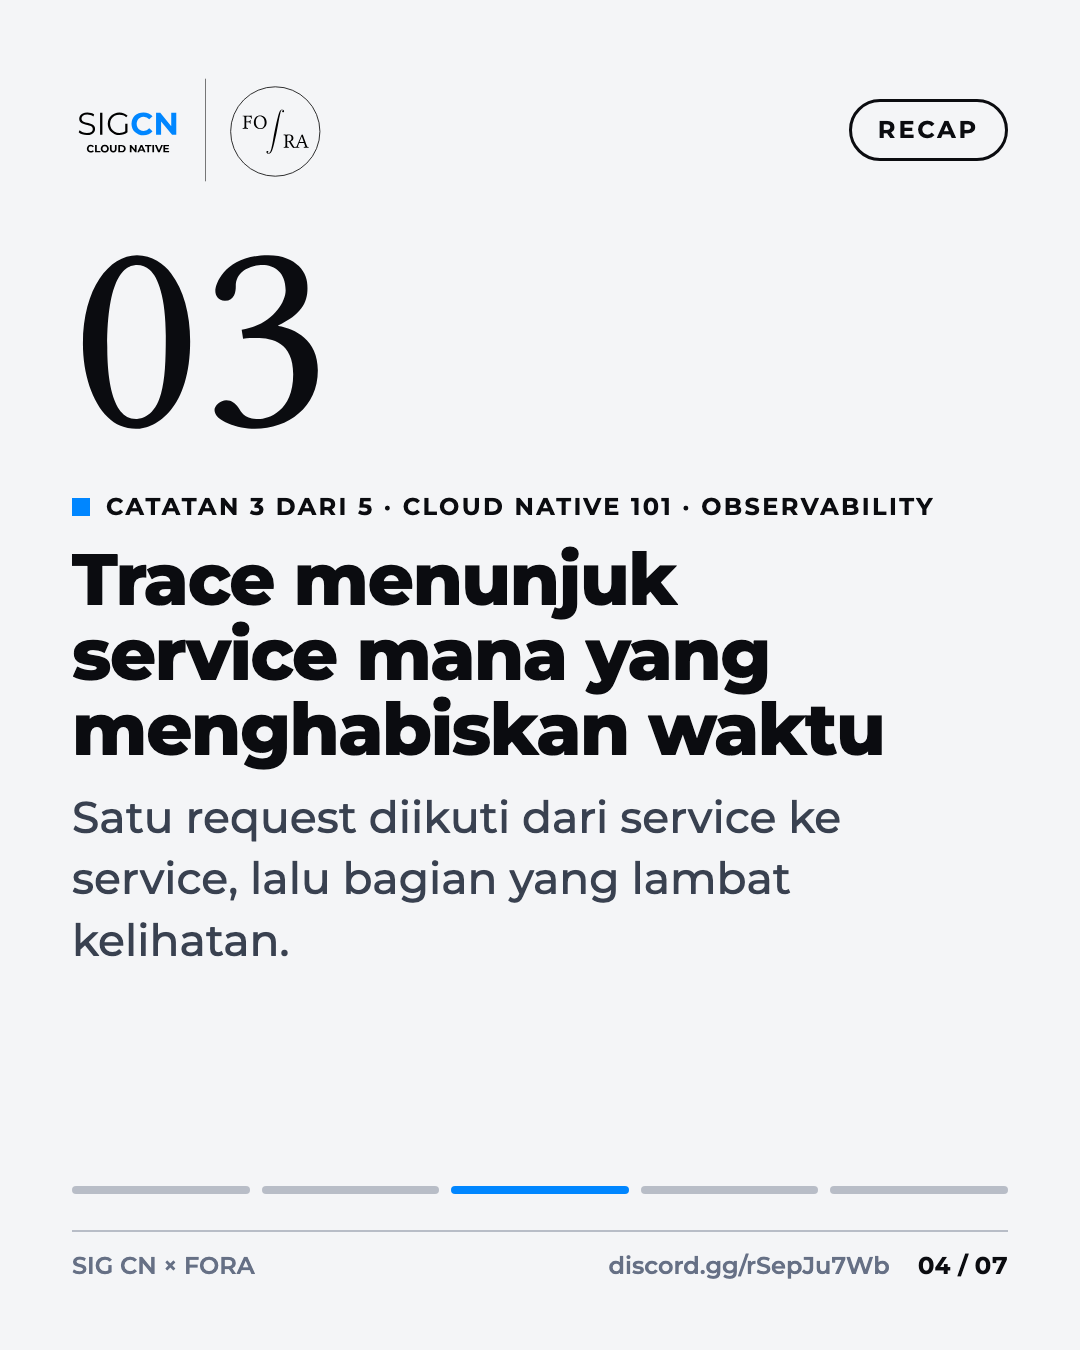 SIGCN
CLOUD NATIVE
FO RA
RECAP
03
CATATAN 3 DARI 5 · CLOUD NATIVE 101 · OBSERVABILITY
Trace menunjuk
service mana yang
menghabiskan waktu
Satu request diikuti dari service ke
service, lalu bagian yang lambat
kelihatan.
SIG CN × FORA
discord.gg/rSepJu7Wb
04 / 07